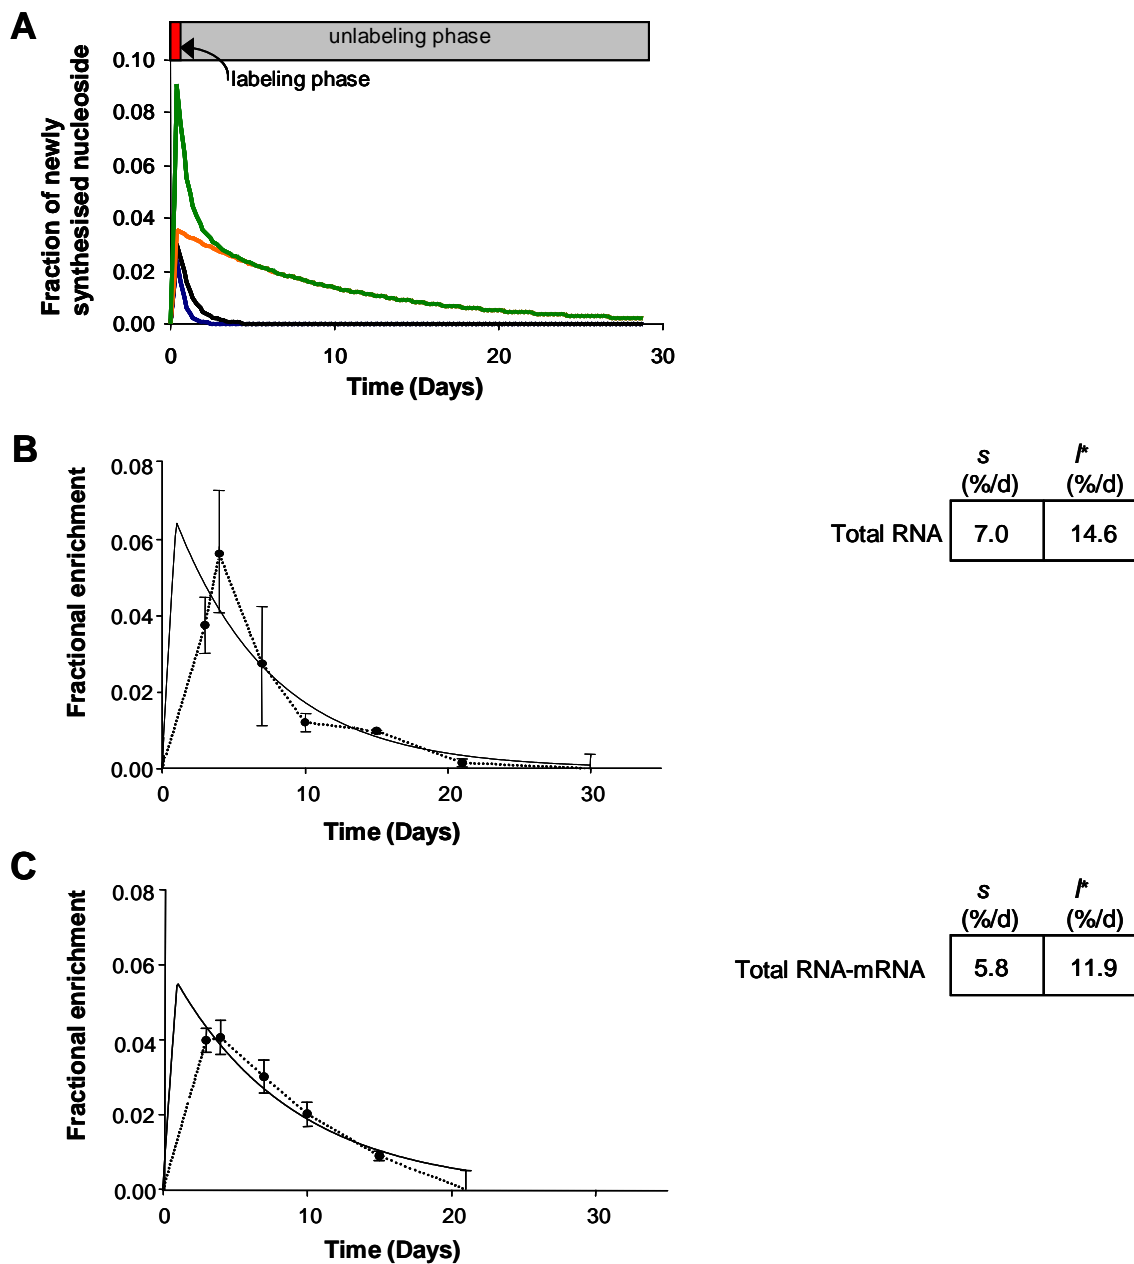 A
unlabeling phase
labeling phase
Fraction of newly
synthesised nucleoside
0.10
0.08
0.06
0.04
0.02
0.00
0 10 20 30
Time (Days)
B
Fractional enrichment
0.08
0.06
0.04
0.02
0.00
0 10 20 30
Time (Days)
s I*
(%/d) (%/d)
Total RNA 7.0 14.6
C
Fractional enrichment
0.08
0.06
0.04
0.02
0.00
0 10 20 30
Time (Days)
s I*
(%/d) (%/d)
Total RNA-mRNA 5.8 11.9